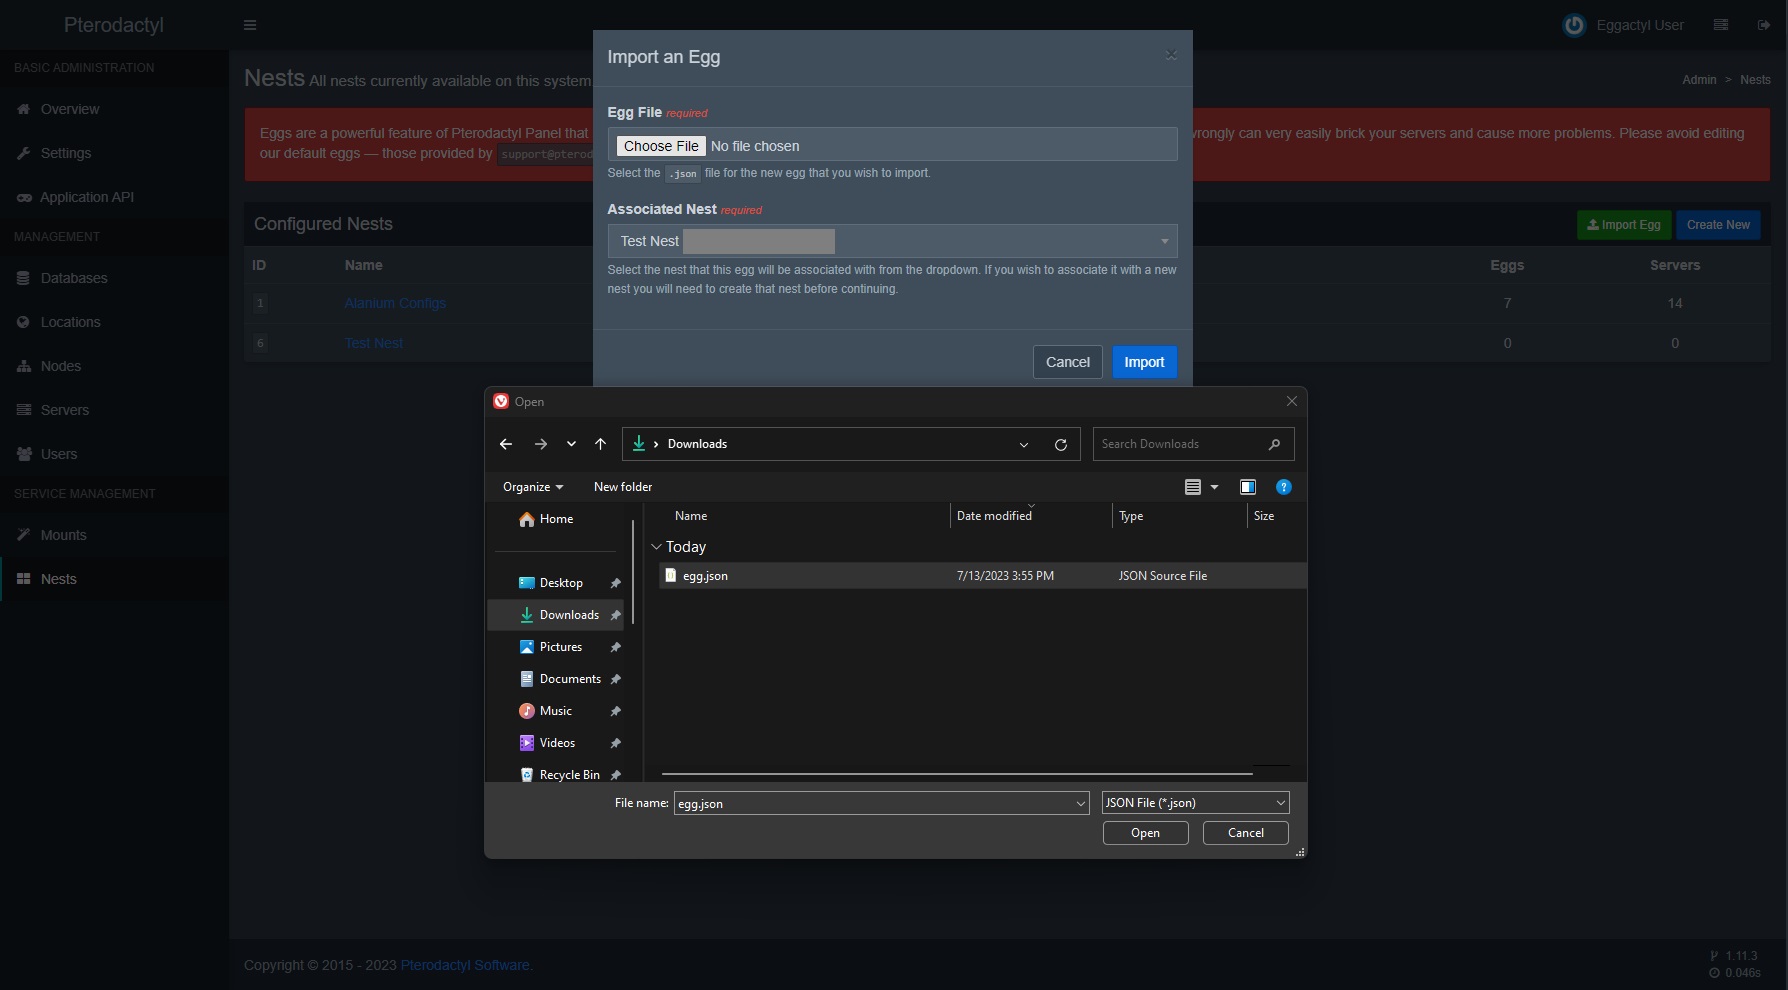 Pterodactyl
Eggactyl User
BASIC ADMINISTRATION
Overview
Settings
Application API
MANAGEMENT
Databases
Locations
Nodes
Servers
Users
SERVICE MANAGEMENT
Mounts
Nests
Nests All nests currently available on this system.
Admin > Nests
Eggs are a powerful feature of Pterodactyl Panel that
wrongly can very easily brick your servers and cause more problems. Please avoid editing
our default eggs — those provided by support@pterod
Configured Nests
Import Egg
Create New
ID Name Eggs Servers
1 Alanium Configs 7 14
6 Test Nest 0 0
Import an Egg
×
Egg File required
Choose File No file chosen
Select the .json file for the new egg that you wish to import.
Associated Nest required
Test Nest
Select the nest that this egg will be associated with from the dropdown. If you wish to associate it with a new
nest you will need to create that nest before continuing.
Cancel
Import
Open
Downloads
Search Downloads
Organize
New folder
?
Home
Desktop
Downloads
Pictures
Documents
Music
Videos
Recycle Bin
Name Date modified Type Size
Today
egg.json 7/13/2023 3:55 PM JSON Source File
File name: egg.json
JSON File (*.json)
Open
Cancel
Copyright © 2015 - 2023 Pterodactyl Software.
1.11.3
0.046s